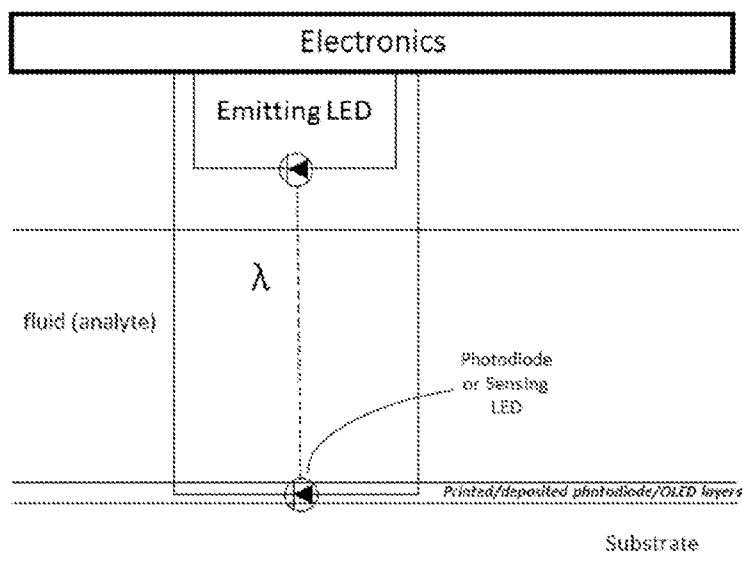 Electronics
Emitting LED
λ
fluid (analyte)
Photodiode
or Sensing
LED
Printed/deposited photodiode/OLED layers
Substrate